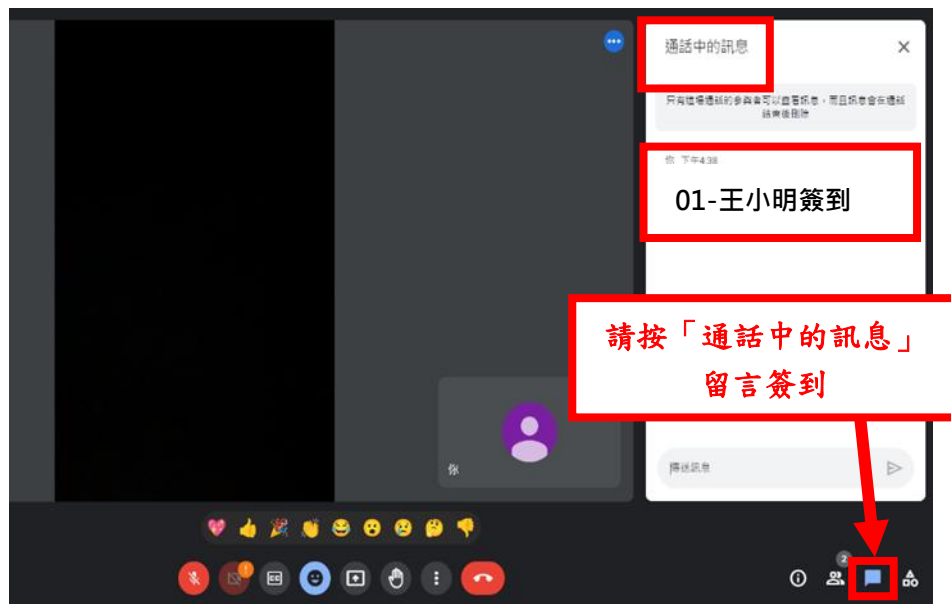 通話中的訊息
只有這場通話的參與者可以查看訊息，而且訊息會在通話
結束後刪除
你 下午4:38
01-王小明簽到
請按「通話中的訊息」
留言簽到
你
傳送訊息
2